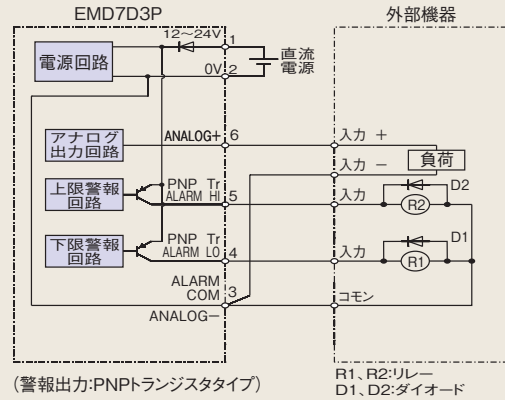 EMD7D3P
外部機器
12〜24V
1
電源回路
直流
電源
0V
2
アナログ
出力回路
ANALOG+
6
入力 +
入力 −
負荷
上限警報
回路
PNP Tr
ALARM HI
5
入力
D2
R2
下限警報
回路
PNP Tr
ALARM LO
4
入力
D1
R1
ALARM
COM
3
コモン
ANALOG−
(警報出力:PNPトランジスタタイプ)
R1、R2:リレー
D1、D2:ダイオード